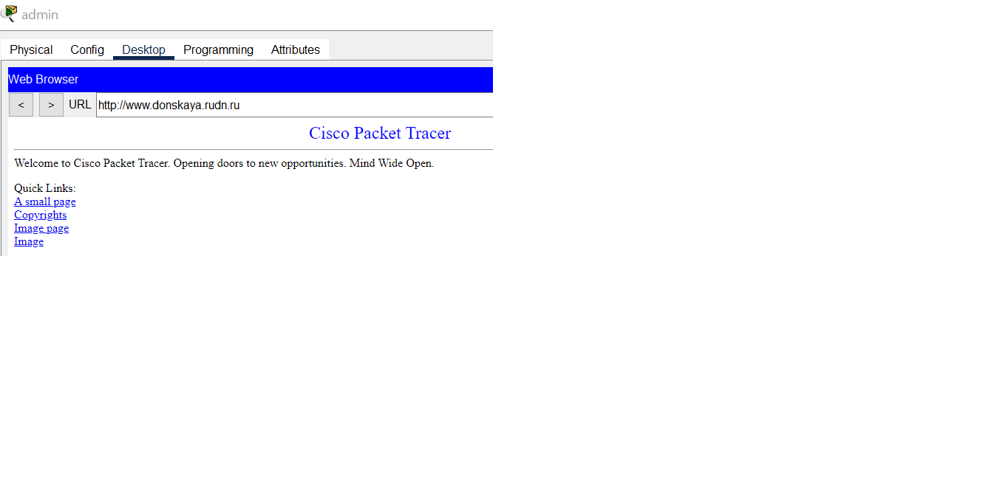 admin
Physical Config Desktop Programming Attributes
Web Browser
< > URL http://www.donskaya.rudn.ru
Cisco Packet Tracer
Welcome to Cisco Packet Tracer. Opening doors to new opportunities. Mind Wide Open.
Quick Links:
A small page
Copyrights
Image page
Image